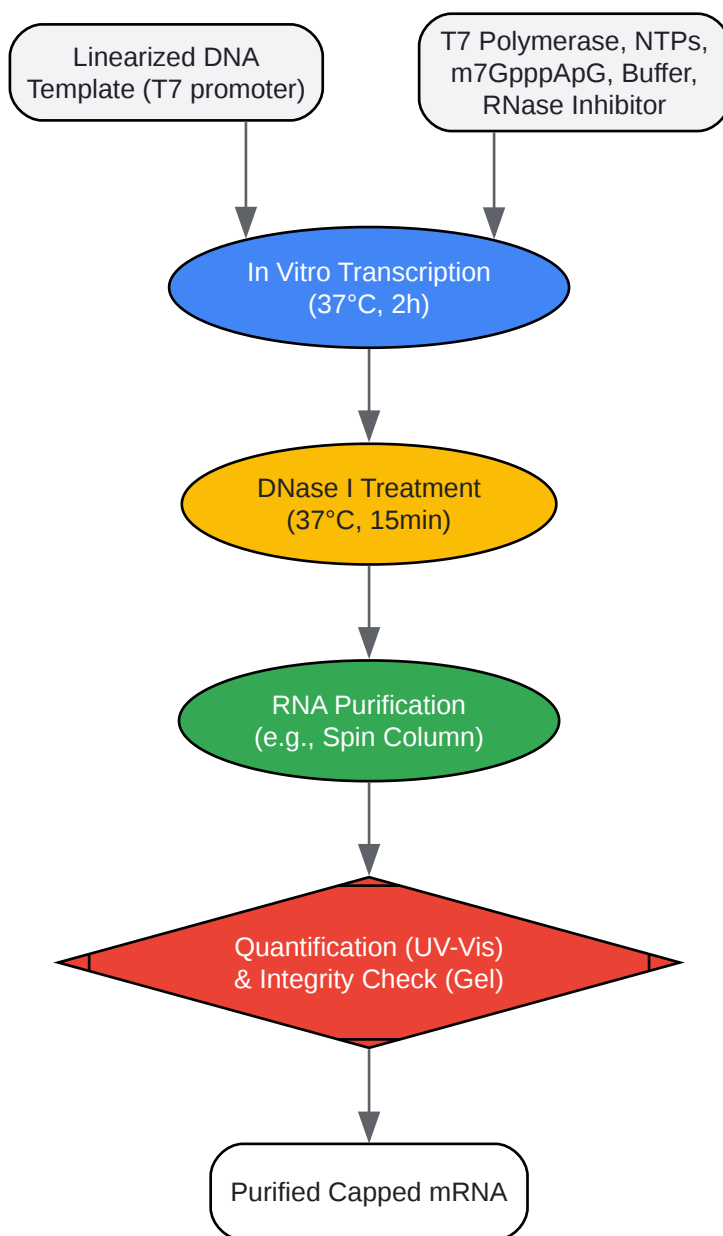 Linearized DNA
Template (T7 promoter)
T7 Polymerase, NTPs,
m7GpppApG, Buffer,
RNase Inhibitor
In Vitro Transcription
(37°C, 2h)
DNase I Treatment
(37°C, 15min)
RNA Purification
(e.g., Spin Column)
Quantification (UV-Vis)
& Integrity Check (Gel)
Purified Capped mRNA